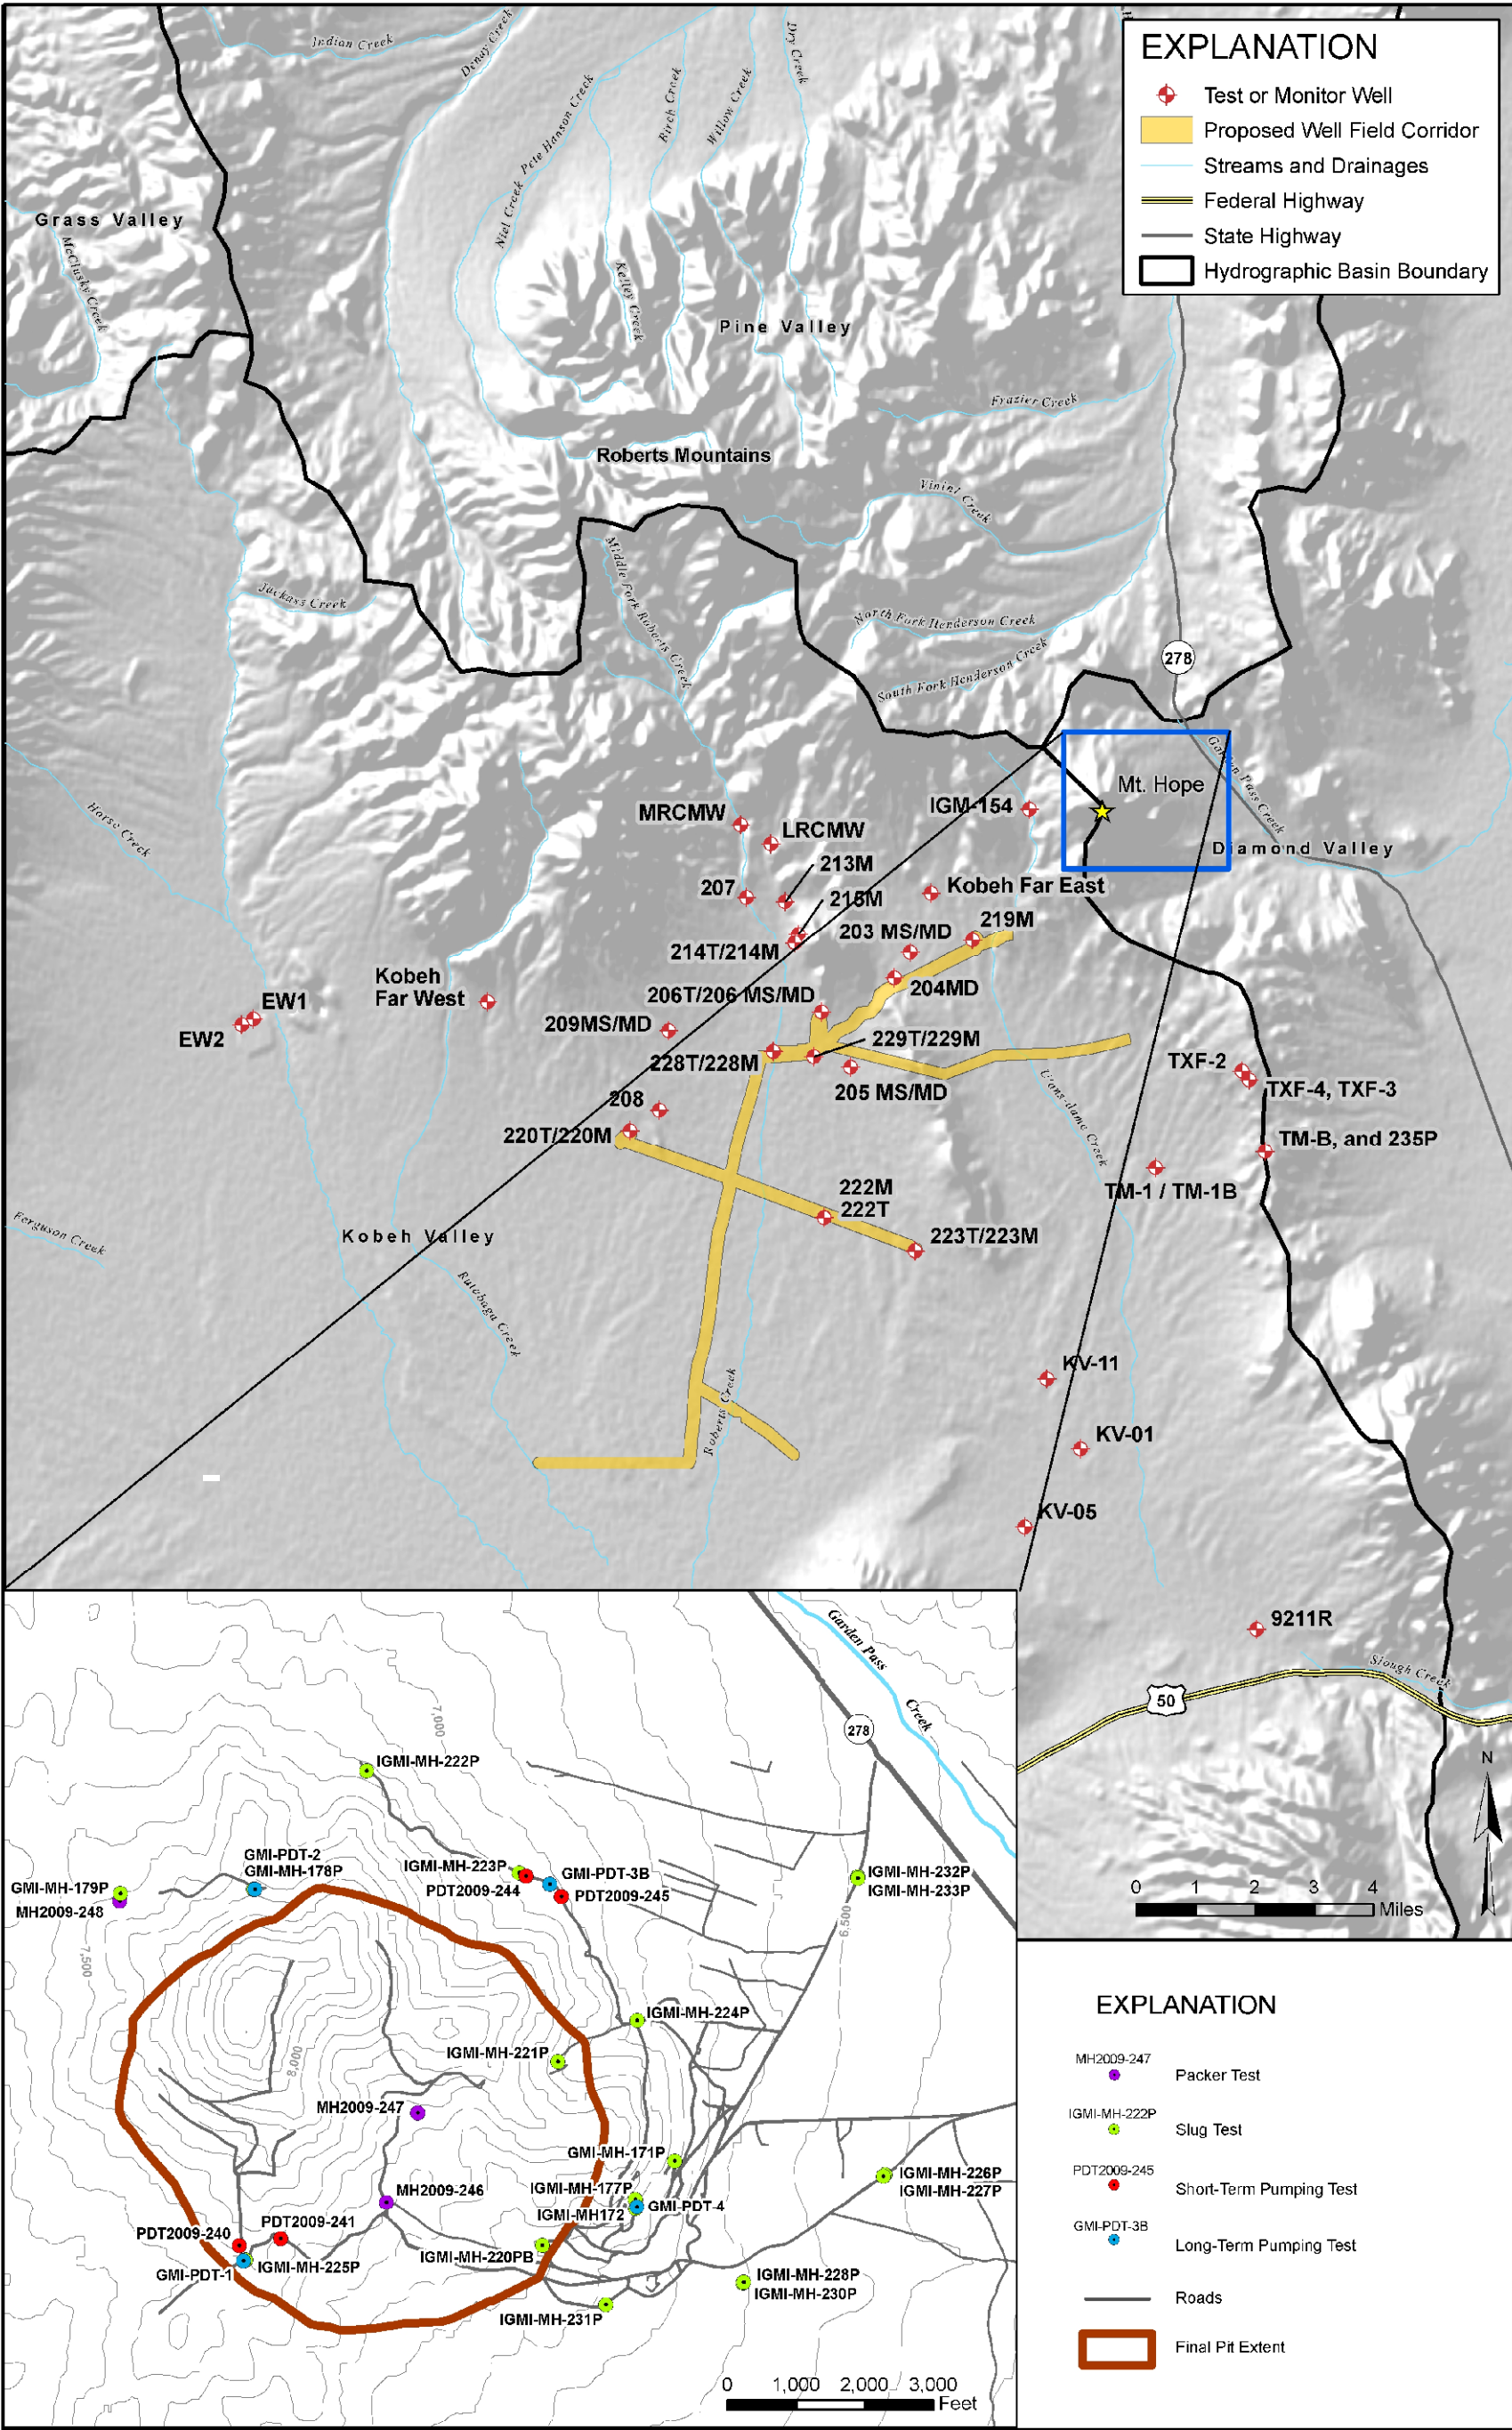 EXPLANATION
Test or Monitor Well
Proposed Well Field Corridor
Streams and Drainages
Federal Highway
State Highway
Hydrographic Basin Boundary
Indian Creek
Denay Creek
Pete Hanson Creek
Birch Creek
Willow Creek
Dry Creek
Niel Creek
Kelley Creek
Grass Valley
McClusky Creek
Pine Valley
Frazier Creek
Roberts Mountains
Vinini Creek
Middle Fork Roberts Creek
Jackass Creek
North Fork Henderson Creek
South Fork Henderson Creek
278
Garden Pass Creek
Mt. Hope
Diamond Valley
Horse Creek
MRCMW
LRCMW
IGM-154
213M
207
Kobeh Far East
215M
219M
203 MS/MD
214T/214M
204MD
Kobeh
Far West
206T/206 MS/MD
EW1
EW2
209MS/MD
229T/229M
228T/228M
205 MS/MD
TXF-2
TXF-4, TXF-3
208
220T/220M
TM-B, and 235P
TM-1 / TM-1B
222M
222T
223T/223M
Kobeh Valley
Ferguson Creek
Rutabaga Creek
Roberts Creek
KV-11
KV-01
KV-05
9211R
Slough Creek
50
N
0 1 2 3 4
Miles
Garden Pass
Creek
278
7,000
IGMI-MH-222P
GMI-PDT-2
GMI-MH-178P
IGMI-MH-223P
GMI-PDT-3B
PDT2009-244
PDT2009-245
GMI-MH-179P
MH2009-248
IGMI-MH-232P
IGMI-MH-233P
7,500
6,500
IGMI-MH-224P
IGMI-MH-221P
8,000
MH2009-247
GMI-MH-171P
IGMI-MH-226P
IGMI-MH-227P
IGMI-MH-177P
GMI-PDT-4
IGMI-MH172
MH2009-246
PDT2009-240
PDT2009-241
IGMI-MH-220PB
GMI-PDT-1
IGMI-MH-225P
IGMI-MH-228P
IGMI-MH-230P
IGMI-MH-231P
0 1,000 2,000 3,000
Feet
EXPLANATION
MH2009-247
Packer Test
IGMI-MH-222P
Slug Test
PDT2009-245
Short-Term Pumping Test
GMI-PDT-3B
Long-Term Pumping Test
Roads
Final Pit Extent